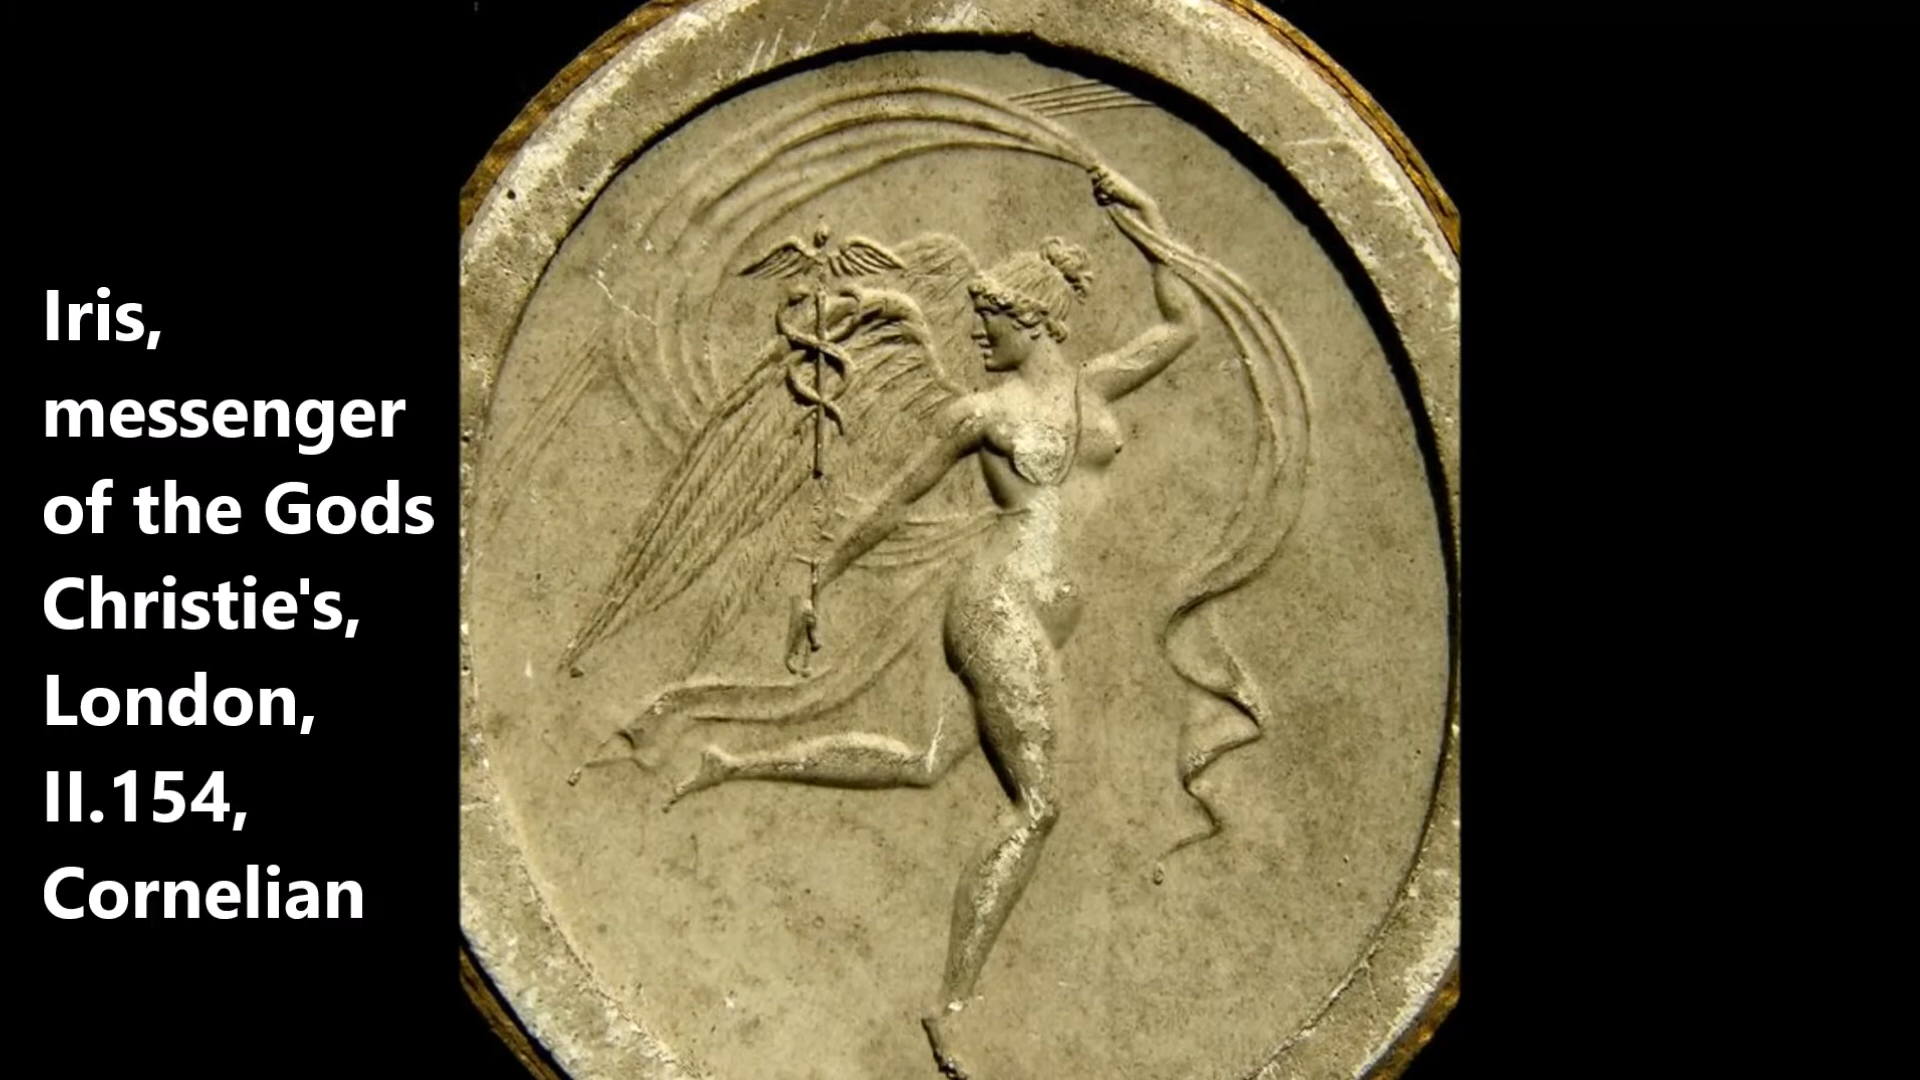 Iris,
messenger
of the Gods
Christie's,
London,
II.154,
Cornelian